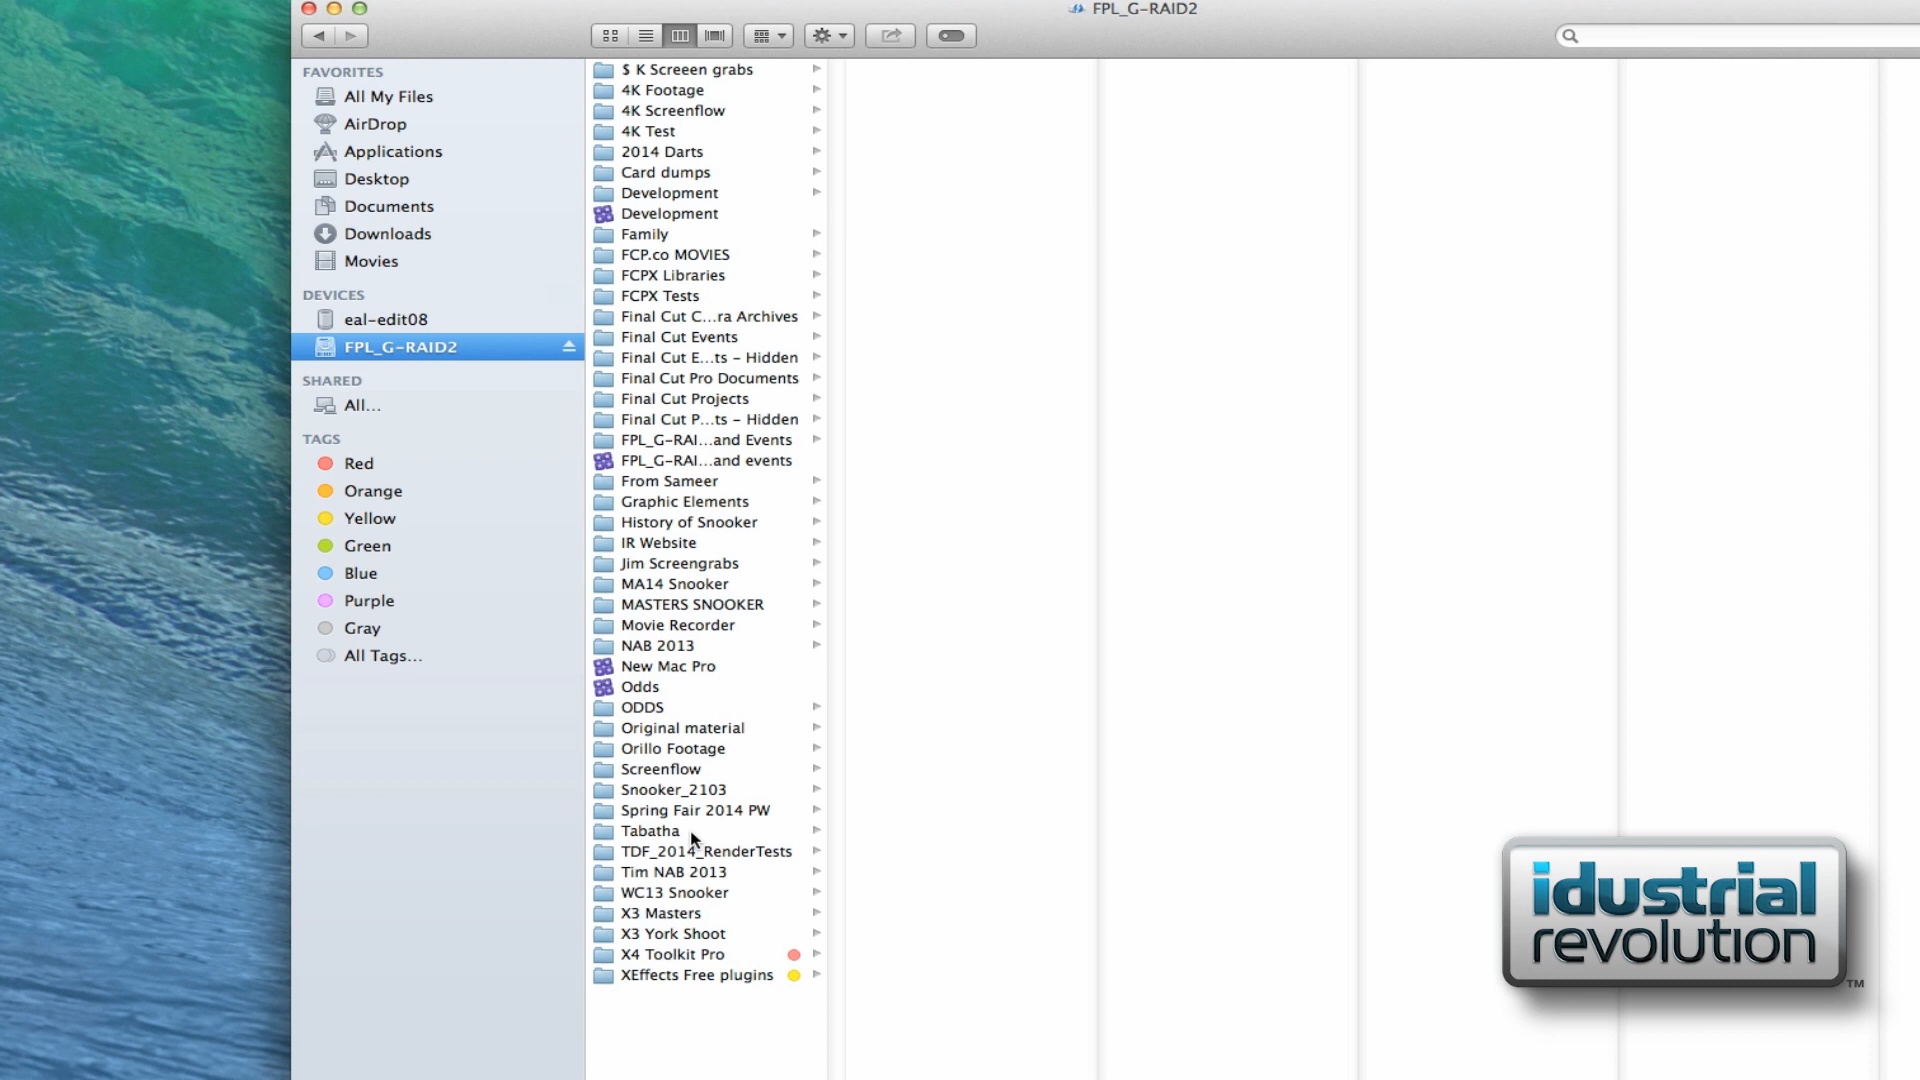 FPL_G-RAID2
FAVORITES
All My Files
AirDrop
Applications
Desktop
Documents
Downloads
Movies
DEVICES
eal-edit08
FPL_G-RAID2
SHARED
All...
TAGS
Red
Orange
Yellow
Green
Blue
Purple
Gray
All Tags...
$ K Screeen grabs
4K Footage
4K Screenflow
4K Test
2014 Darts
Card dumps
Development
Development
Family
FCP.co MOVIES
FCPX Libraries
FCPX Tests
Final Cut C...ra Archives
Final Cut Events
Final Cut E...ts – Hidden
Final Cut Pro Documents
Final Cut Projects
Final Cut P...ts – Hidden
FPL_G-RAI...and Events
FPL_G-RAI...and events
From Sameer
Graphic Elements
History of Snooker
IR Website
Jim Screengrabs
MA14 Snooker
MASTERS SNOOKER
Movie Recorder
NAB 2013
New Mac Pro
Odds
ODDS
Original material
Orillo Footage
Screenflow
Snooker_2103
Spring Fair 2014 PW
Tabatha
TDF_2014_RenderTests
Tim NAB 2013
WC13 Snooker
X3 Masters
X3 York Shoot
X4 Toolkit Pro
XEffects Free plugins
idustrial
revolution
TM